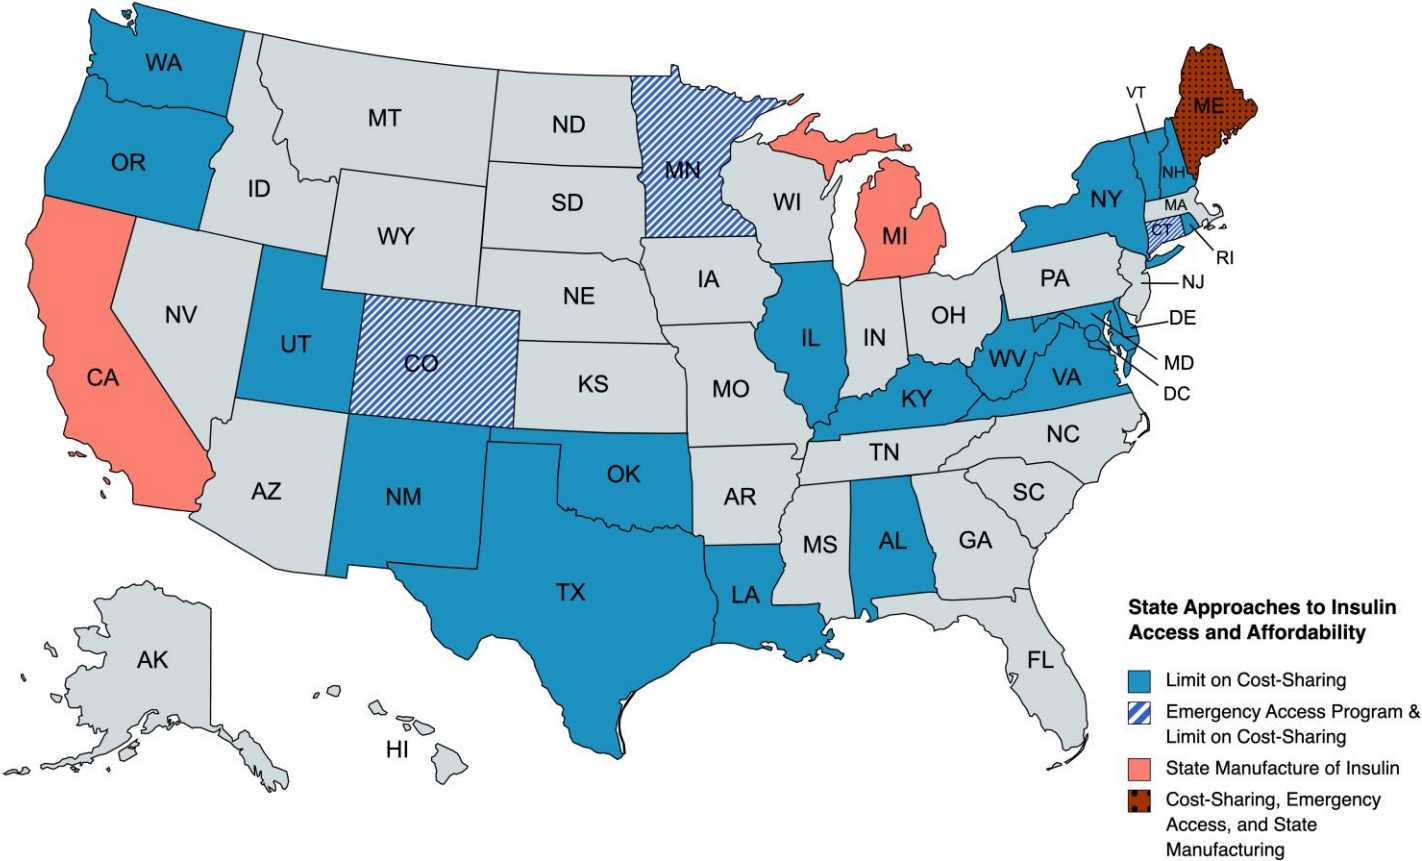 WA
MT
ND
MN
VT
ME
OR
ID
SD
WI
NH
NY
MA
WY
MI
CT
RI
IA
PA
NJ
NE
NV
OH
DE
UT
IL
IN
CO
WV
MD
CA
KS
MO
VA
DC
KY
NC
TN
OK
AZ
NM
AR
SC
MS
AL
GA
TX
LA
State Approaches to Insulin
Access and Affordability
AK
FL
Limit on Cost-Sharing
Emergency Access Program &
Limit on Cost-Sharing
HI
State Manufacture of Insulin
Cost-Sharing, Emergency
Access, and State
Manufacturing